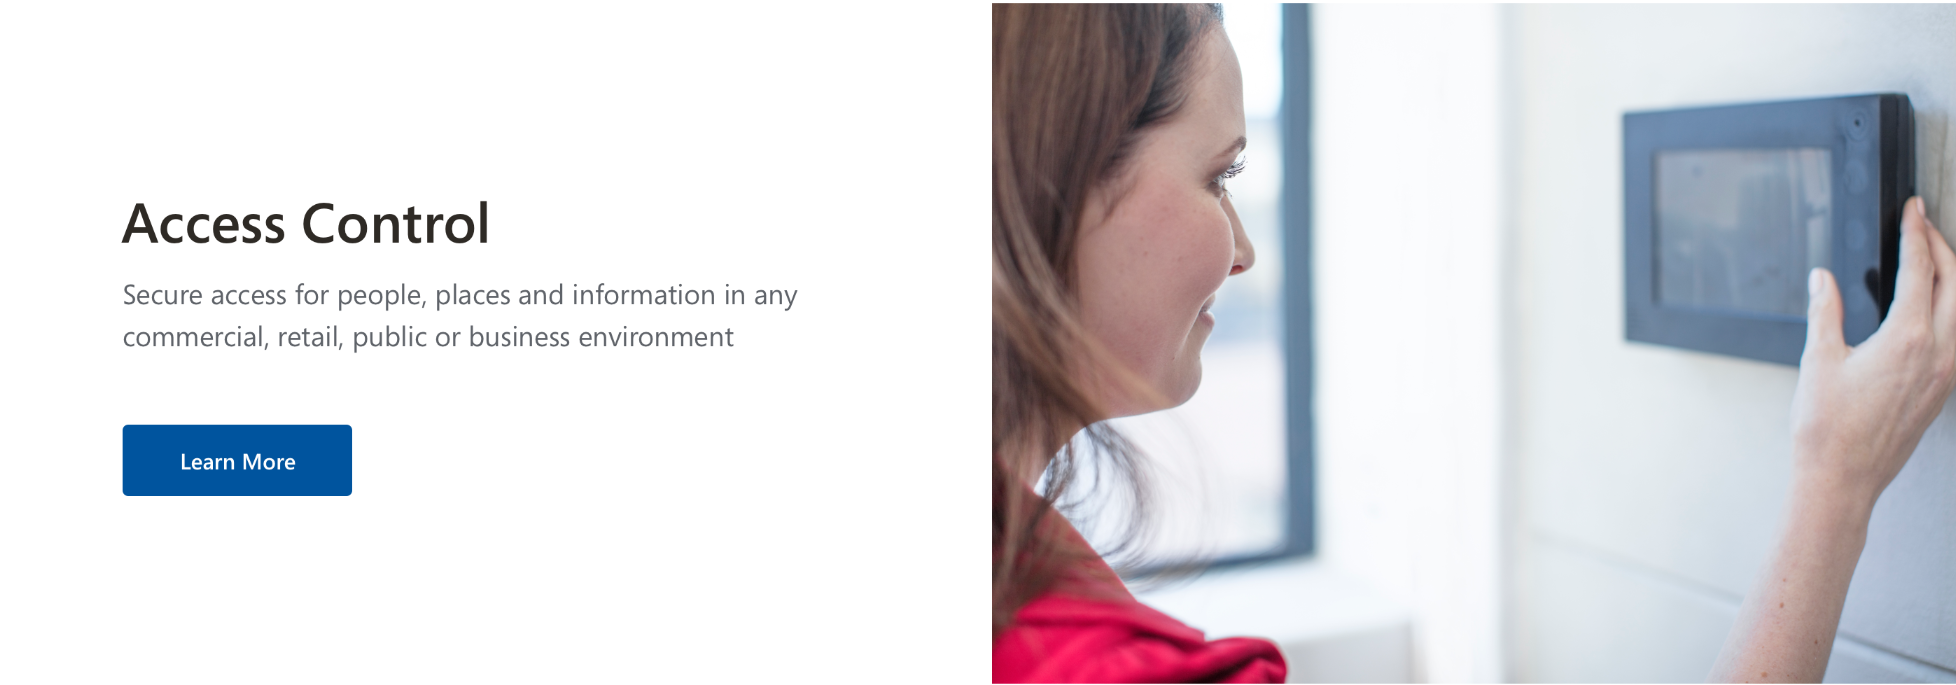 Access Control
Secure access for people, places and information in any
commercial, retail, public or business environment
Learn More